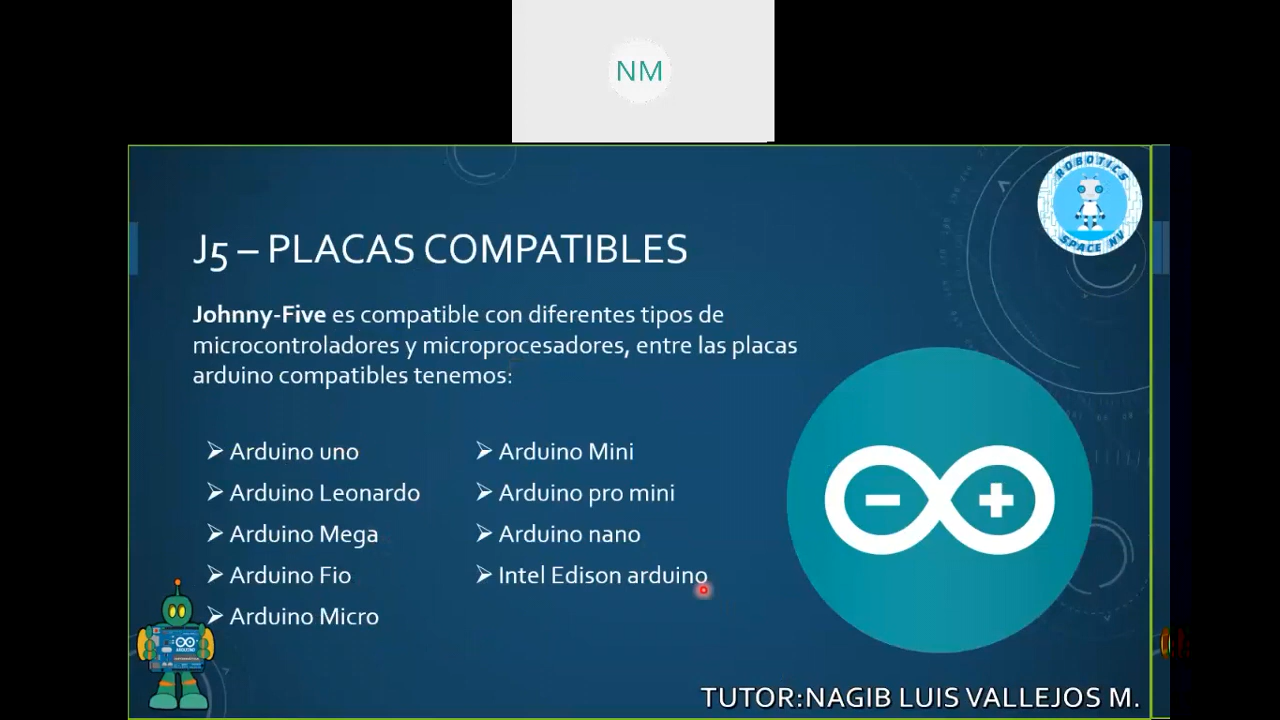 NM
ROBOTICS
SPACE NV
J5 – PLACAS COMPATIBLES
Johnny-Five es compatible con diferentes tipos de
microcontroladores y microprocesadores, entre las placas
arduino compatibles tenemos:
Arduino uno
Arduino Leonardo
Arduino Mega
Arduino Fio
Arduino Micro
Arduino Mini
Arduino pro mini
Arduino nano
Intel Edison arduino
TUTOR:NAGIB LUIS VALLEJOS M.